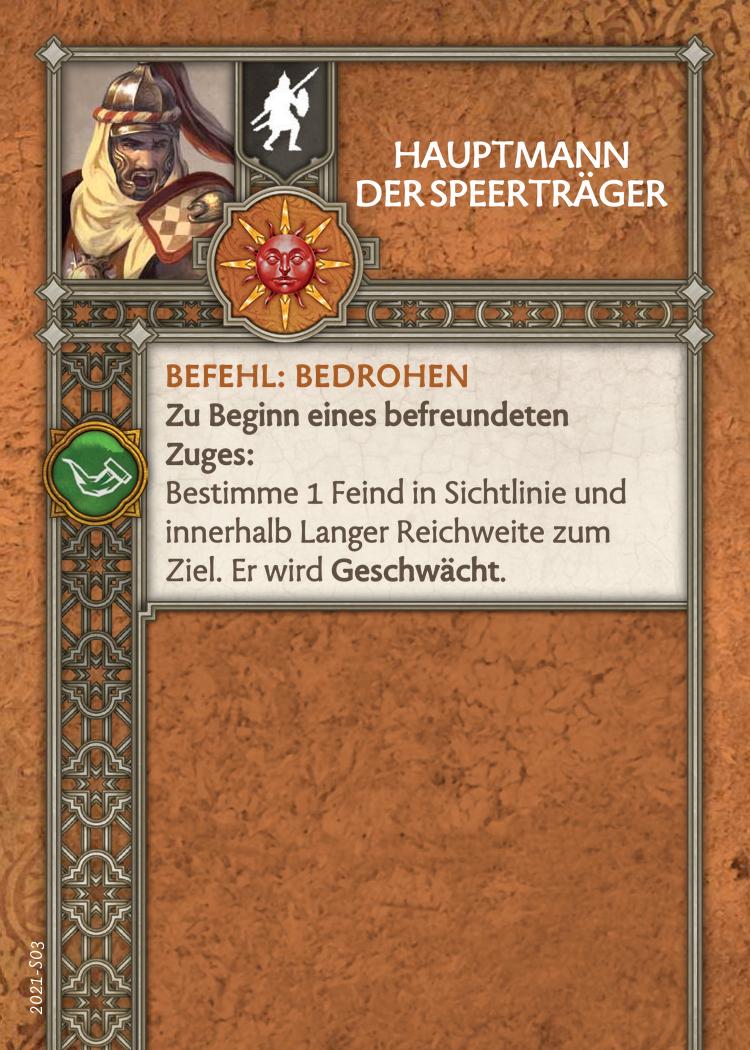 HAUPTMANN
DER SPEERTRÄGER
BEFEHL: BEDROHEN
Zu Beginn eines befreundeten
Zuges:
Bestimme 1 Feind in Sichtlinie und
innerhalb Langer Reichweite zum
Ziel. Er wird Geschwächt.
2021-S03